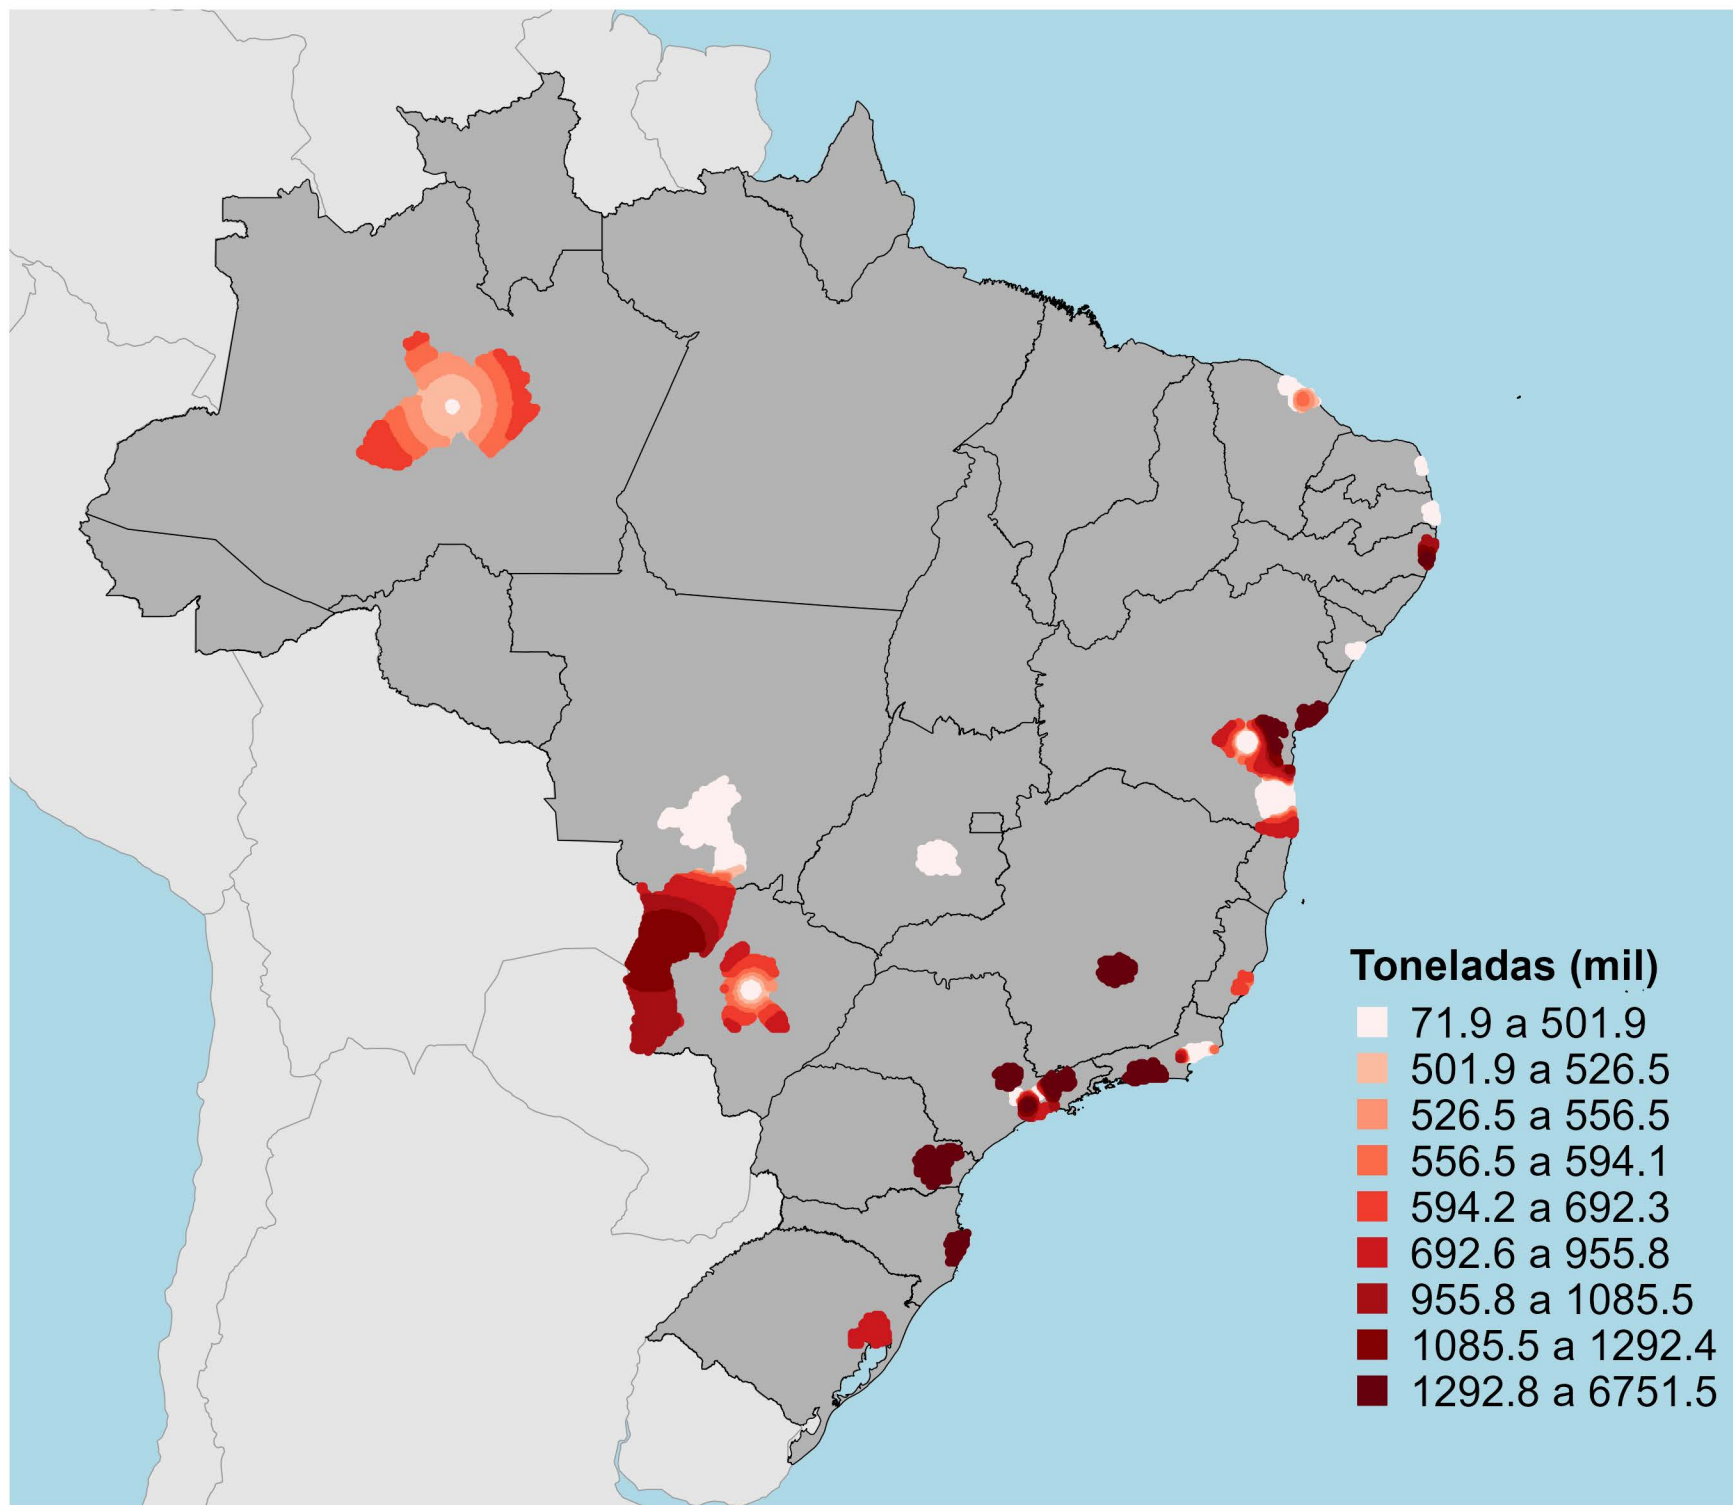 Toneladas (mil)
71.9 a 501.9
501.9 a 526.5
526.5 a 556.5
556.5 a 594.1
594.2 a 692.3
692.6 a 955.8
955.8 a 1085.5
1085.5 a 1292.4
1292.8 a 6751.5